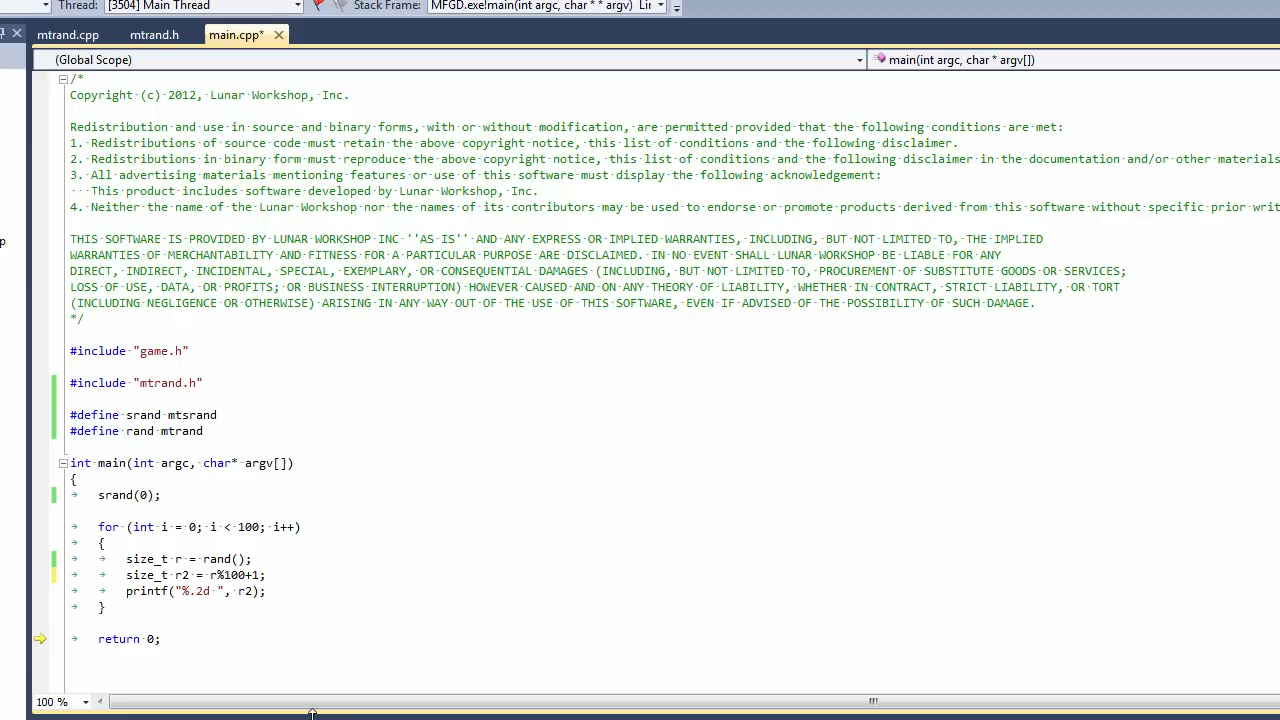 Thread: [3504] Main Thread Stack Frame: MFGD.exe!main(int argc, char * * argv)
mtrand.cpp mtrand.h main.cpp*
(Global Scope) main(int argc, char * argv[])
/*
Copyright (c) 2012, Lunar Workshop, Inc.
Redistribution and use in source and binary forms, with or without modification, are permitted provided that the following conditions are met:
1. Redistributions of source code must retain the above copyright notice, this list of conditions and the following disclaimer.
2. Redistributions in binary form must reproduce the above copyright notice, this list of conditions and the following disclaimer in the documentation and/or other materials
3. All advertising materials mentioning features or use of this software must display the following acknowledgement:
This product includes software developed by Lunar Workshop, Inc.
4. Neither the name of the Lunar Workshop nor the names of its contributors may be used to endorse or promote products derived from this software without specific prior writ
THIS SOFTWARE IS PROVIDED BY LUNAR WORKSHOP INC ''AS IS'' AND ANY EXPRESS OR IMPLIED WARRANTIES, INCLUDING, BUT NOT LIMITED TO, THE IMPLIED
WARRANTIES OF MERCHANTABILITY AND FITNESS FOR A PARTICULAR PURPOSE ARE DISCLAIMED. IN NO EVENT SHALL LUNAR WORKSHOP BE LIABLE FOR ANY
DIRECT, INDIRECT, INCIDENTAL, SPECIAL, EXEMPLARY, OR CONSEQUENTIAL DAMAGES (INCLUDING, BUT NOT LIMITED TO, PROCUREMENT OF SUBSTITUTE GOODS OR SERVICES;
LOSS OF USE, DATA, OR PROFITS; OR BUSINESS INTERRUPTION) HOWEVER CAUSED AND ON ANY THEORY OF LIABILITY, WHETHER IN CONTRACT, STRICT LIABILITY, OR TORT
(INCLUDING NEGLIGENCE OR OTHERWISE) ARISING IN ANY WAY OUT OF THE USE OF THIS SOFTWARE, EVEN IF ADVISED OF THE POSSIBILITY OF SUCH DAMAGE.
*/
#include "game.h"
#include "mtrand.h"
#define srand mtsrand
#define rand mtrand
int main(int argc, char* argv[])
{
srand(0);
for (int i = 0; i < 100; i++)
{
size_t r = rand();
size_t r2 = r%100+1;
printf("%.2d ", r2);
}
return 0;
100 %